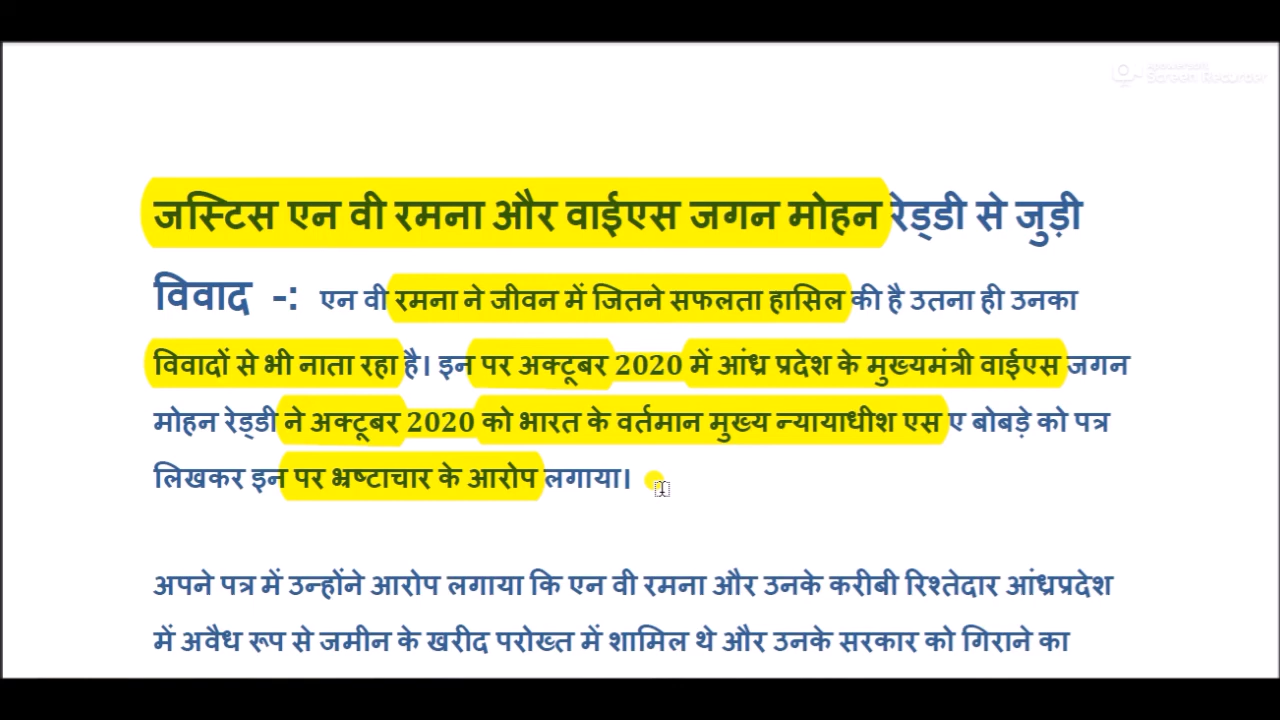 Screen Recorder
जस्टिस एन वी रमना और वाईएस जगन मोहन रेड्डी से जुड़ी
विवाद -: एन वी रमना ने जीवन में जितने सफलता हासिल की है उतना ही उनका
विवादों से भी नाता रहा है। इन पर अक्टूबर 2020 में आंध्र प्रदेश के मुख्यमंत्री वाईएस जगन
मोहन रेड्डी ने अक्टूबर 2020 को भारत के वर्तमान मुख्य न्यायाधीश एस ए बोबड़े को पत्र
लिखकर इन पर भ्रष्टाचार के आरोप लगाया।
अपने पत्र में उन्होंने आरोप लगाया कि एन वी रमना और उनके करीबी रिश्तेदार आंध्रप्रदेश
में अवैध रूप से जमीन के खरीद परोख्त में शामिल थे और उनके सरकार को गिराने का